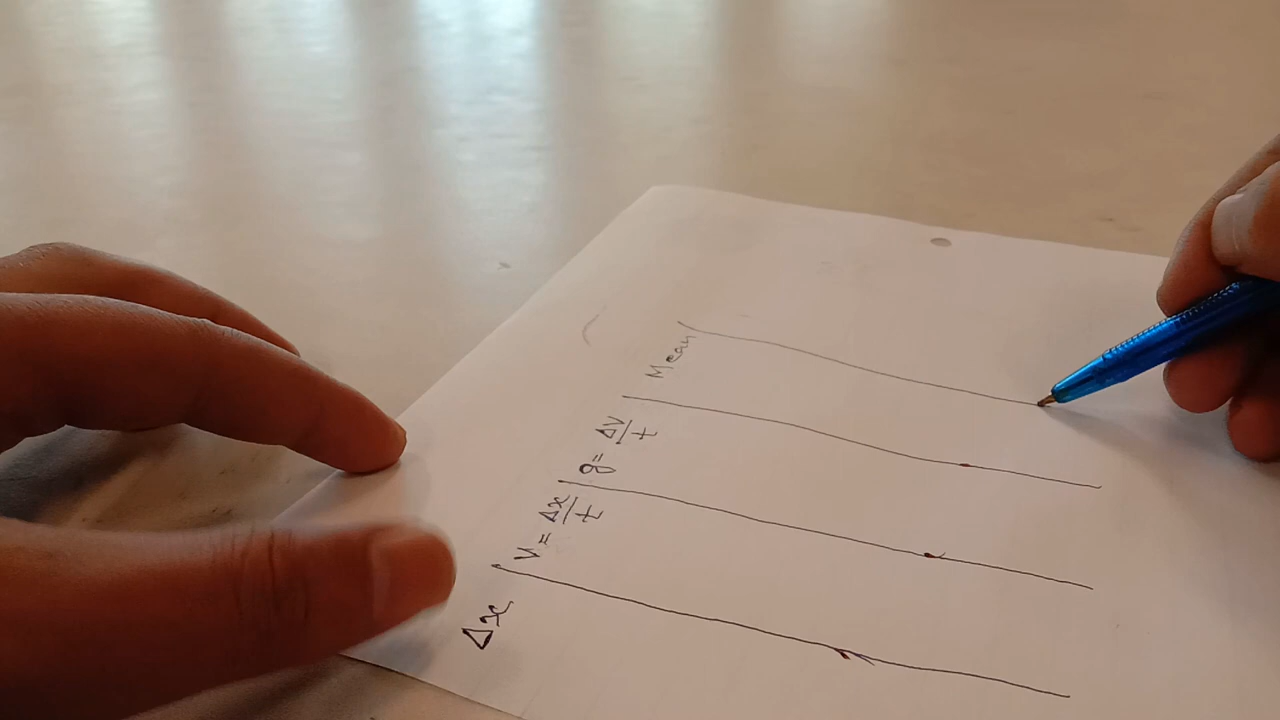 Δx
V = Δx/t
g = ΔV/t
Mean